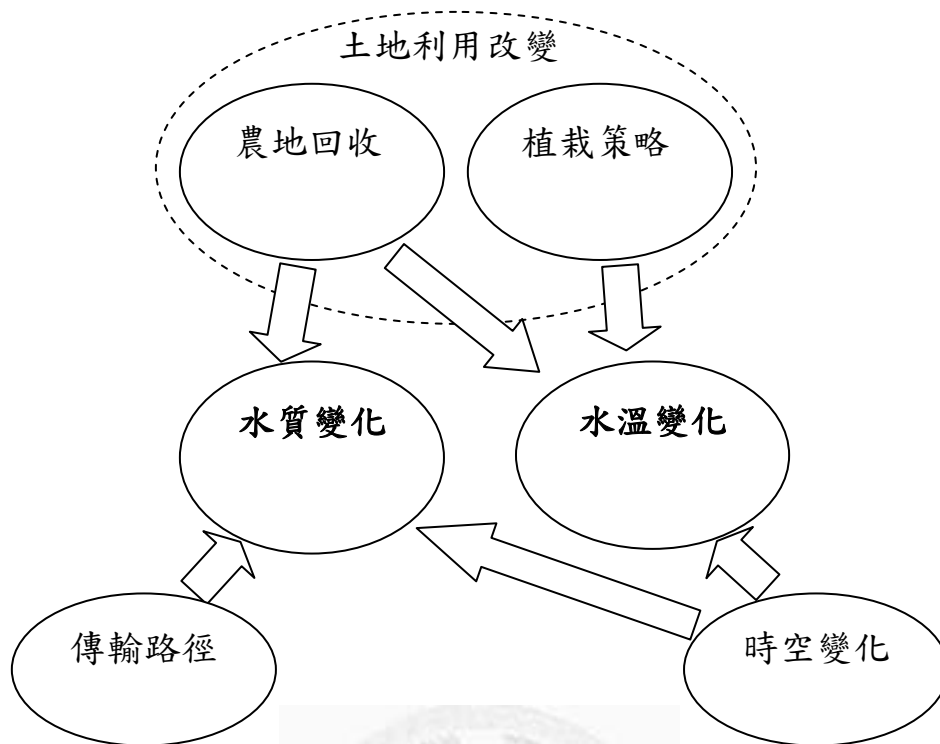 土地利用改變
農地回收
植栽策略
水質變化
水溫變化
傳輸路徑
時空變化